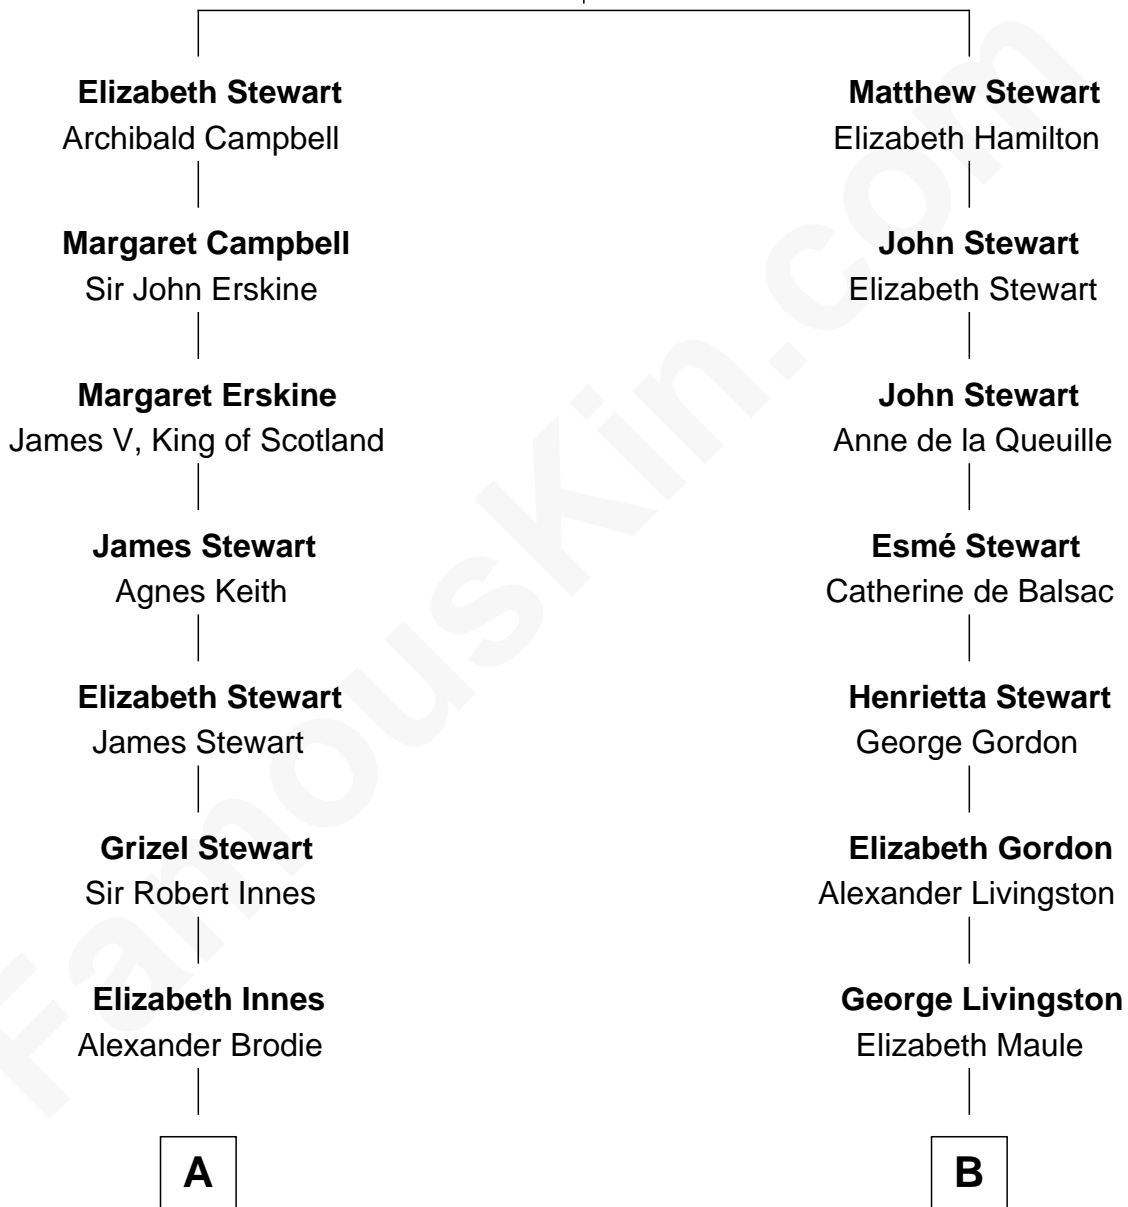 Elizabeth Stewart
Archibald Campbell
Margaret Campbell
Sir John Erskine
Margaret Erskine
James V, King of Scotland
James Stewart
Agnes Keith
Elizabeth Stewart
James Stewart
Grizel Stewart
Sir Robert Innes
Elizabeth Innes
Alexander Brodie
A
Matthew Stewart
Elizabeth Hamilton
John Stewart
Elizabeth Stewart
John Stewart
Anne de la Queuille
Esmé Stewart
Catherine de Balsac
Henrietta Stewart
George Gordon
Elizabeth Gordon
Alexander Livingston
George Livingston
Elizabeth Maule
B
FamousKin.com